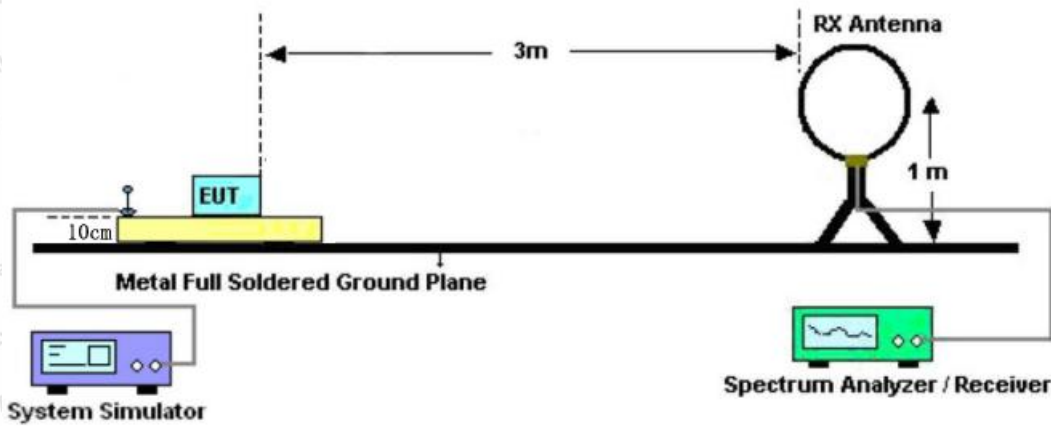 RX Antenna
3m
EUT
1 m
10cm
Metal Full Soldered Ground Plane
Spectrum Analyzer / Receiver
System Simulator